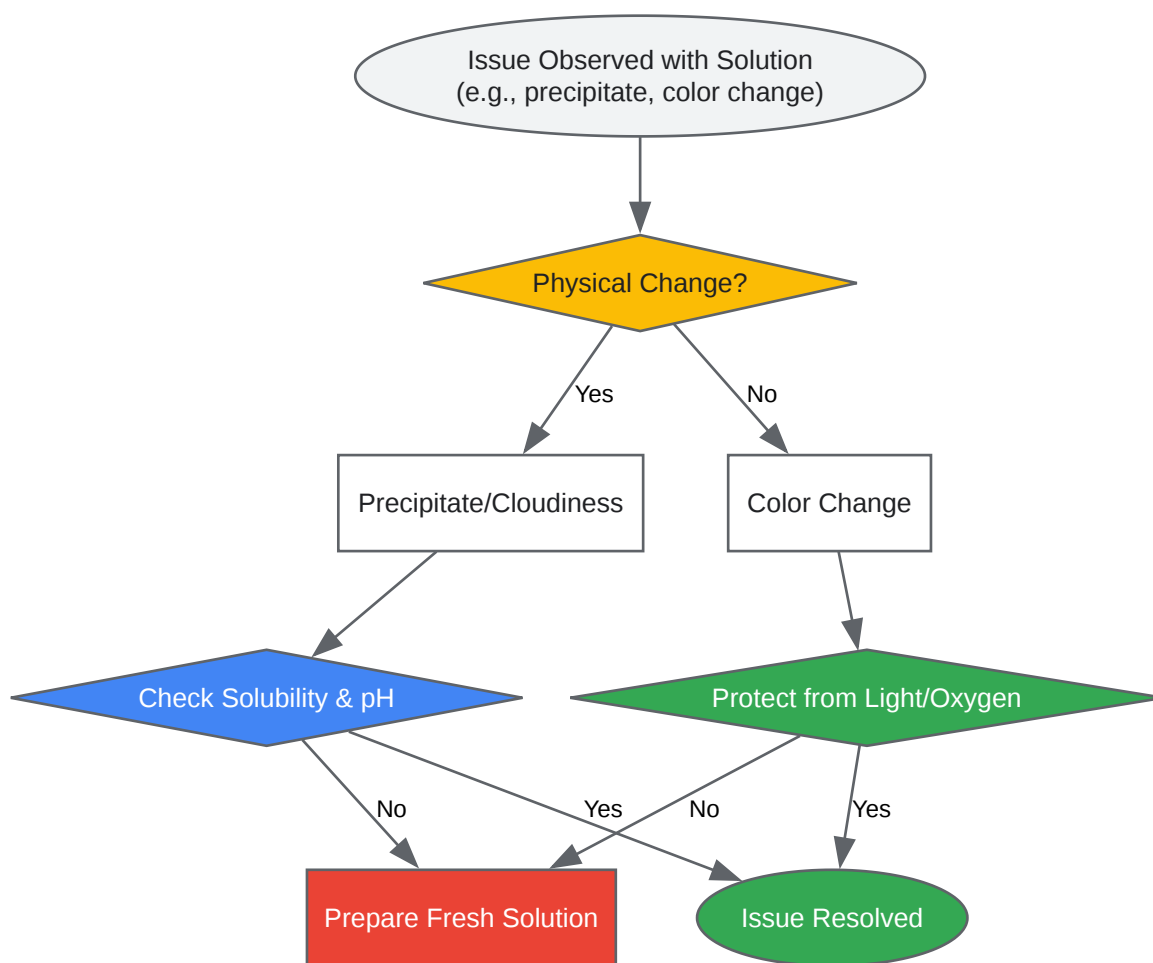 Issue Observed with Solution
(e.g., precipitate, color change)
Physical Change?
Yes
No
Precipitate/Cloudiness
Color Change
Check Solubility & pH
Protect from Light/Oxygen
No
Yes
No
Yes
Prepare Fresh Solution
Issue Resolved